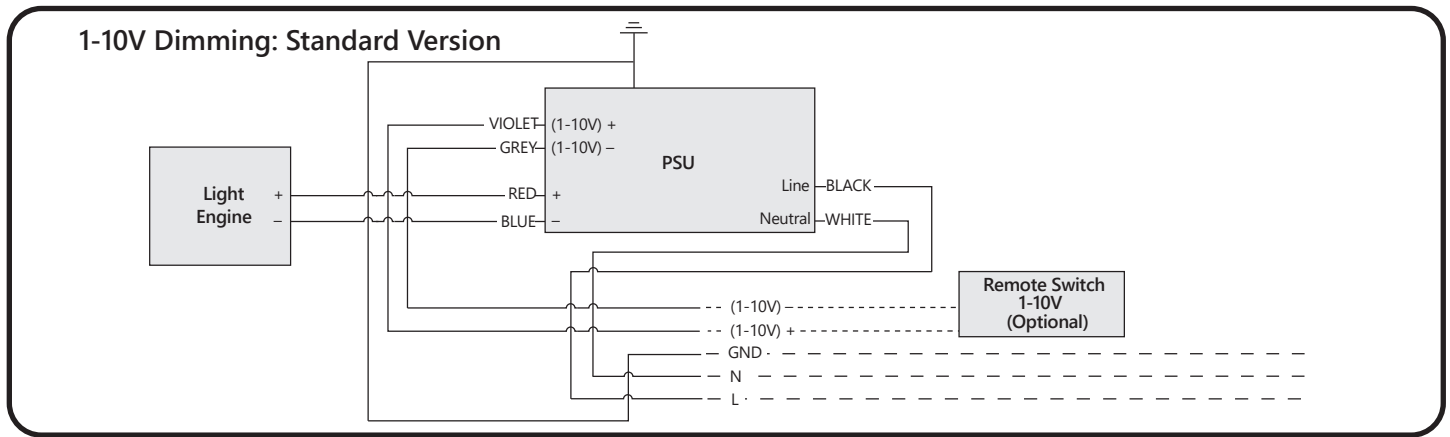 1-10V Dimming: Standard Version
VIOLET (1-10V) +
GREY (1-10V) –
PSU
Light
Engine
+
–
RED +
BLUE –
Line BLACK
Neutral WHITE
Remote Switch
1-10V
(Optional)
(1-10V) –
(1-10V) +
GND
N
L